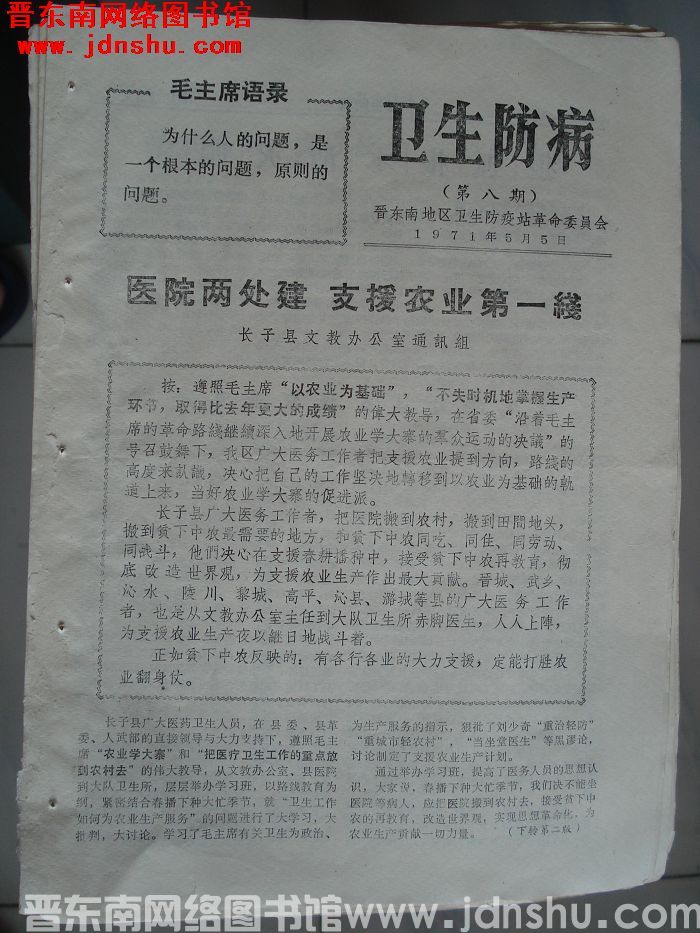 晋东南网络图书馆
www.jdnshu.com
毛主席语录
为什么人的问题，是
一个根本的问题，原则的
问题。
卫生防病
（第八期）
晋东南地区卫生防疫站革命委员会
1971年5月5日
医院两处建 支援农业第一綫
长子县文教办公室通訊組
按：遵照毛主席“以农业为基础”，“不失时机地掌握生产
环节，取得比去年更大的成績”的偉大教导，在省委“沿着毛主
席的革命路綫継續深入地开展农业学大寨的羣众运动的决議”的
号召鼓舞下，我区广大医务工作者把支援农业提到方向，路綫的
高度来訙識，决心把自己的工作坚决地轉移到以农业为基础的軌
道上来，当好农业学大寨的促进派。
长子县广大医务工作者，把医院搬到农村，搬到田間地头，
搬到贫下中农最需要的地方，和贫下中农同吃、同住、同劳动、
同战斗，他們决心在支援春耕播种中，接受贫下中农再教育，彻
底改造世界观，为支援农业生产作出最大貢献。晋城、武乡、
沁水、陵川、黎城、高平、沁县、潞城等县的广大医务工作
者，也是从文教办公室主任到大队卫生所赤脚医生，人人上陣，
为支援农业生产夜以継日地战斗着。
正如贫下中农反映的：有各行各业的大力支援，定能打胜农
业翻身仗。
长子县广大医药卫生人员，在县委、县革
委、人武部的直接领导与大力支持下，遵照毛主
席“农业学大寨”和“把医疗卫生工作的重点放
到农村去”的伟大教导，从文教办公室、县医院
到大队卫生所，层层举办学习班，以路线教育为
纲，紧密结合春播下种大忙季节，就“卫生工作
如何为农业生产服务”的问题进行了大学习，大
批判，大讨论。学习了毛主席有关卫生为政治、
为生产服务的指示，狠批了刘少奇“重治轻防”
“重城市轻农村”，“当坐堂医生”等黑谬论，
讨论制定了支援农业生产计划。
通过举办学习班，提高了医务人员的思想认
识，大家说，春播下种大忙季节，我们决不能坐
医院等病人，应把医院搬到农村去，接受贫下中
农的再教育，改造世界观，实现思想革命化，为
农业生产贡献一切力量。（下转第二版）
晋东南网络图书馆 www.jdnshu.com